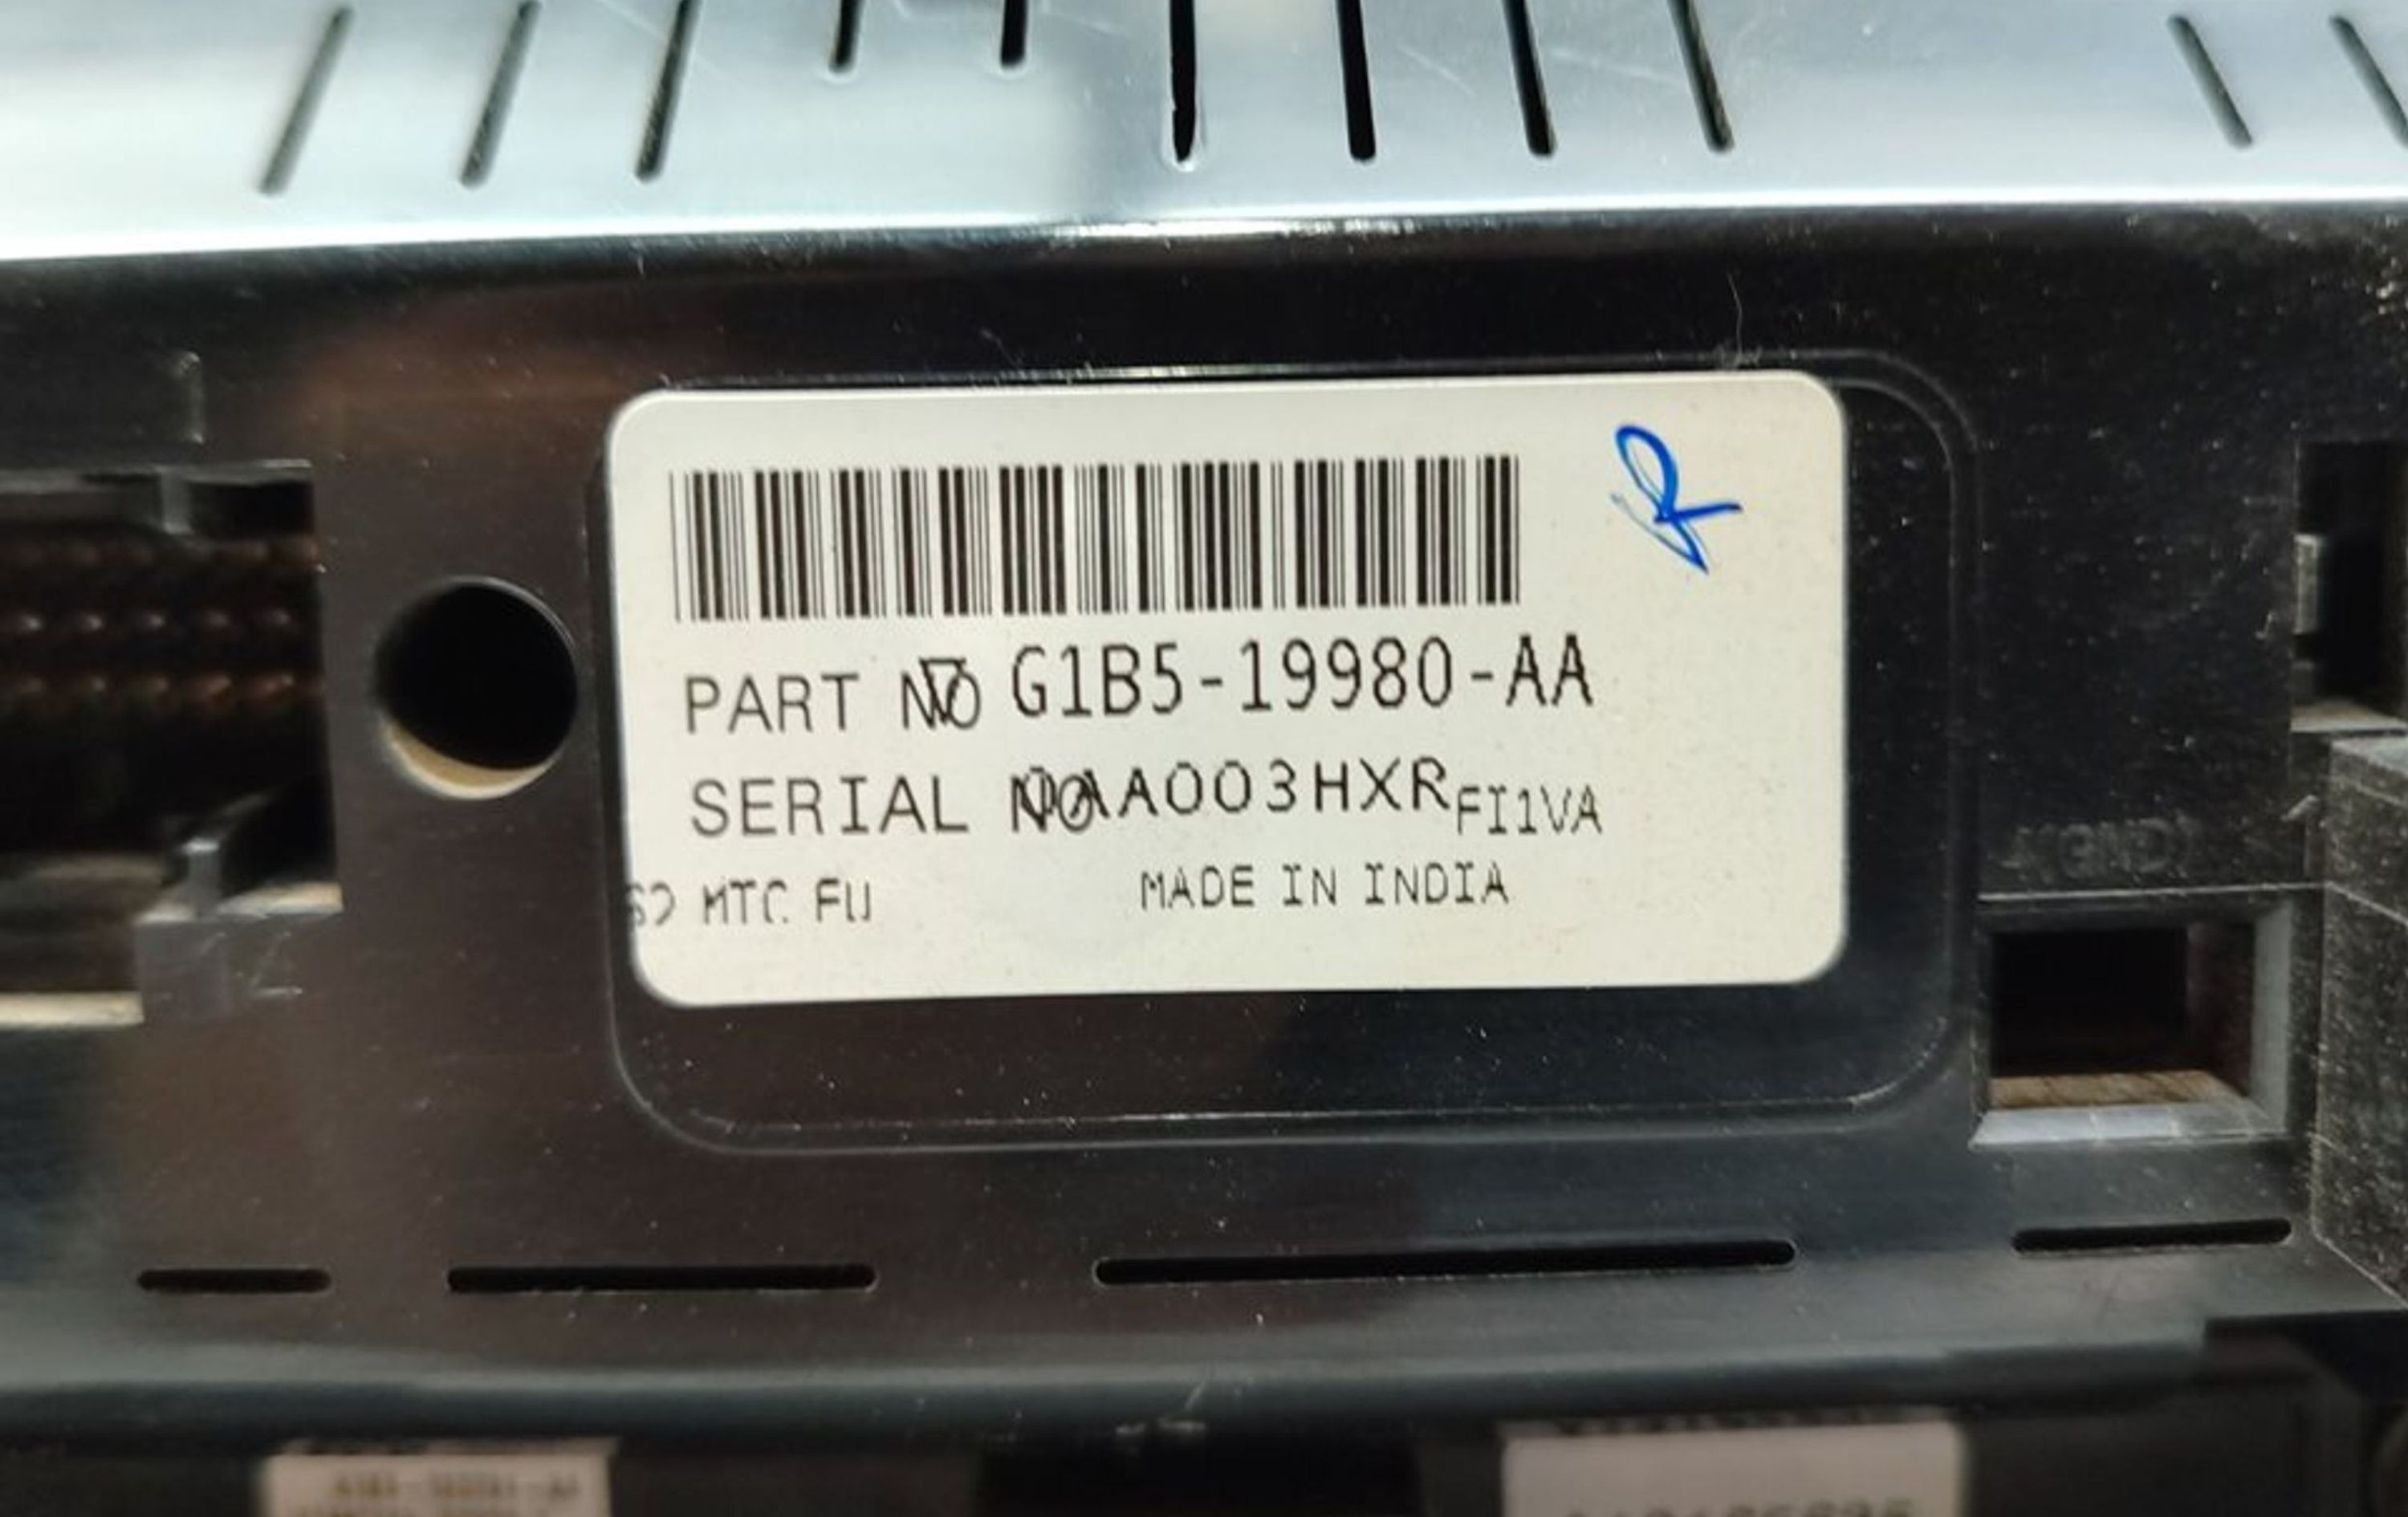 R
PART NO G1B5-19980-AA
SERIAL NO AA003HXR FI1VA
MTC FU MADE IN INDIA